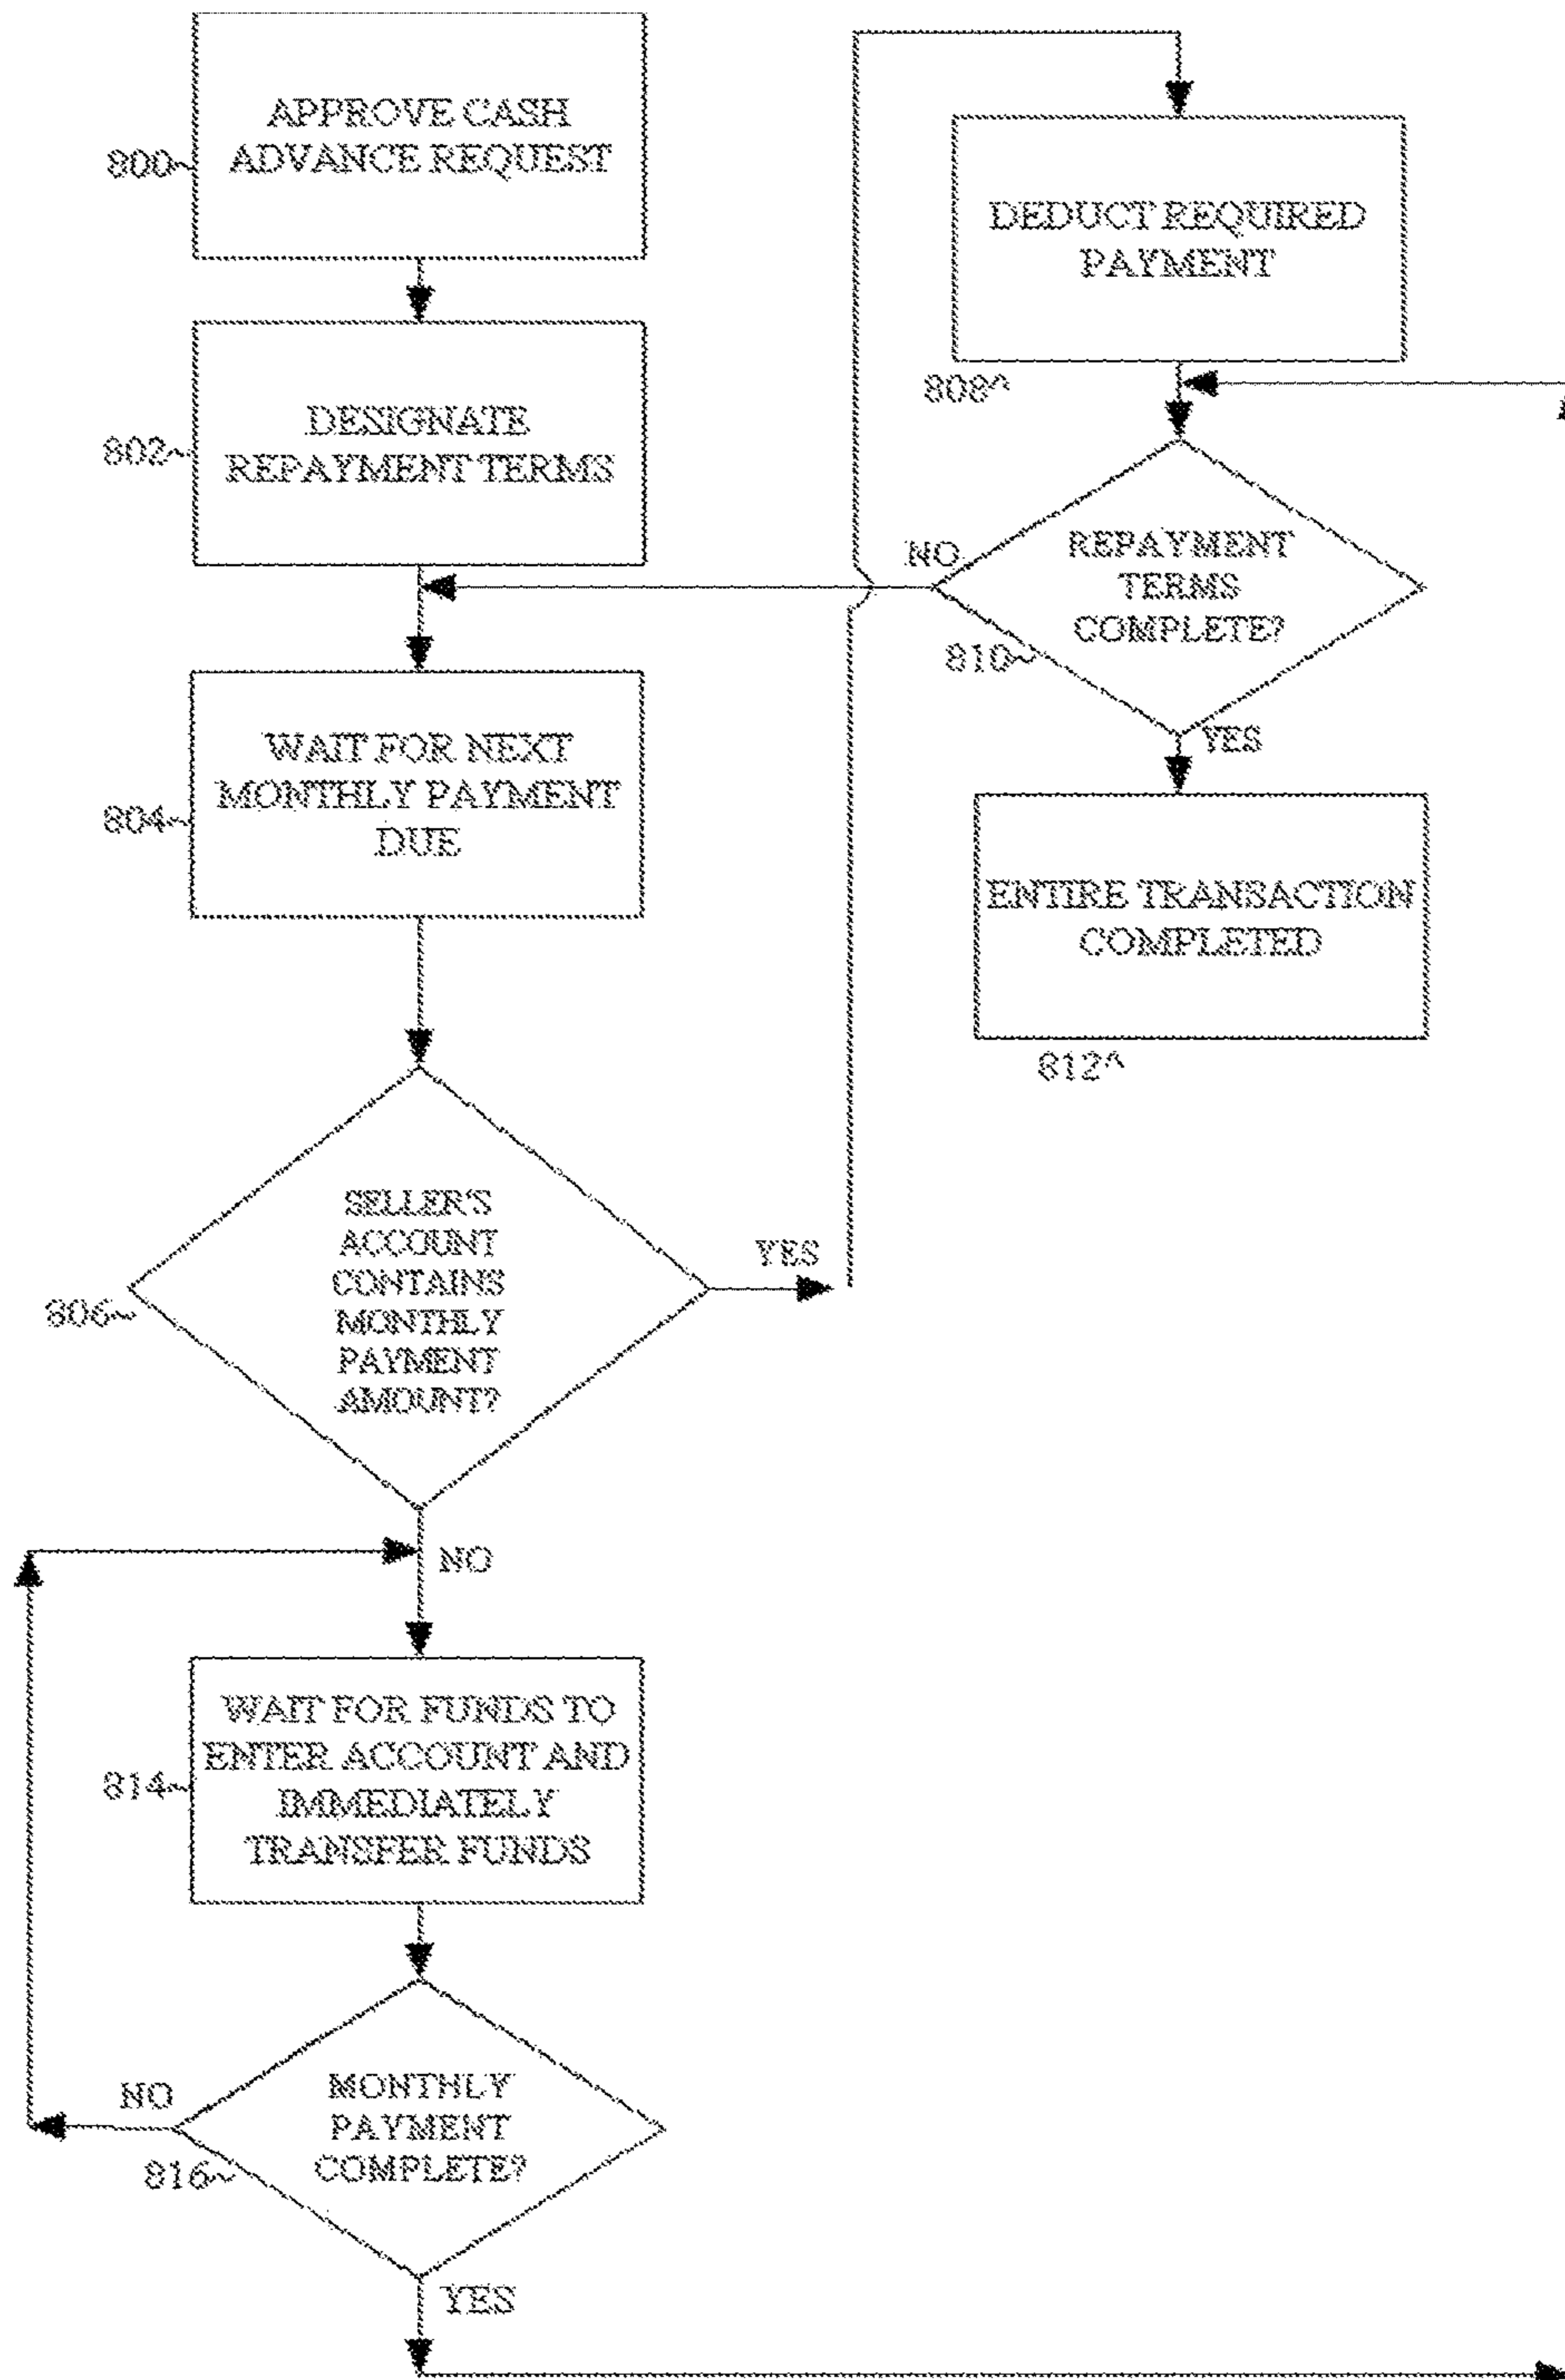 APPROVE CASH
ADVANCE REQUEST
800~
DESIGNATE
REPAYMENT TERMS
802~
WAIT FOR NEXT
MONTHLY PAYMENT
DUE
804~
SELLER'S
ACCOUNT
CONTAINS
MONTHLY
PAYMENT
AMOUNT?
806~
YES
NO
WAIT FOR FUNDS TO
ENTER ACCOUNT AND
IMMEDIATELY
TRANSFER FUNDS
814~
MONTHLY
PAYMENT
COMPLETE?
NO
816~
YES
DEDUCT REQUIRED
PAYMENT
808^
REPAYMENT
TERMS
COMPLETE?
NO
810~
YES
ENTIRE TRANSACTION
COMPLETED
812^